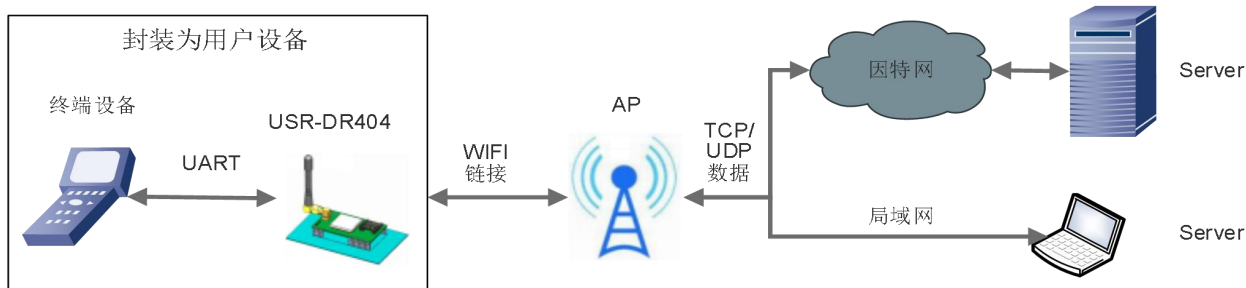 封装为用户设备
终端设备
USR-DR404
UART
WIFI
链接
AP
TCP/
UDP
数据
因特网
Server
局域网
Server